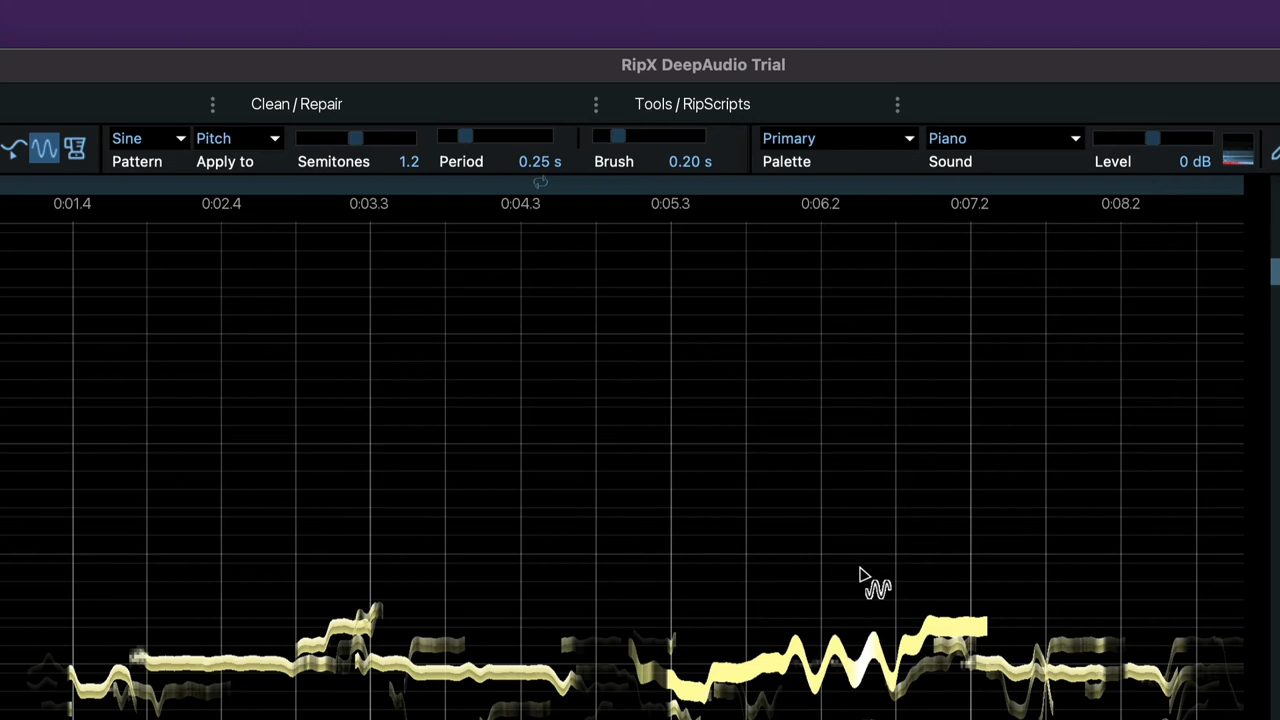 RipX DeepAudio Trial
Clean / Repair
Tools / RipScripts
Sine
Pitch
Primary
Piano
Pattern
Apply to
Semitones
1.2
Period
0.25 s
Brush
0.20 s
Palette
Sound
Level
0 dB
0:01.4
0:02.4
0:03.3
0:04.3
0:05.3
0:06.2
0:07.2
0:08.2